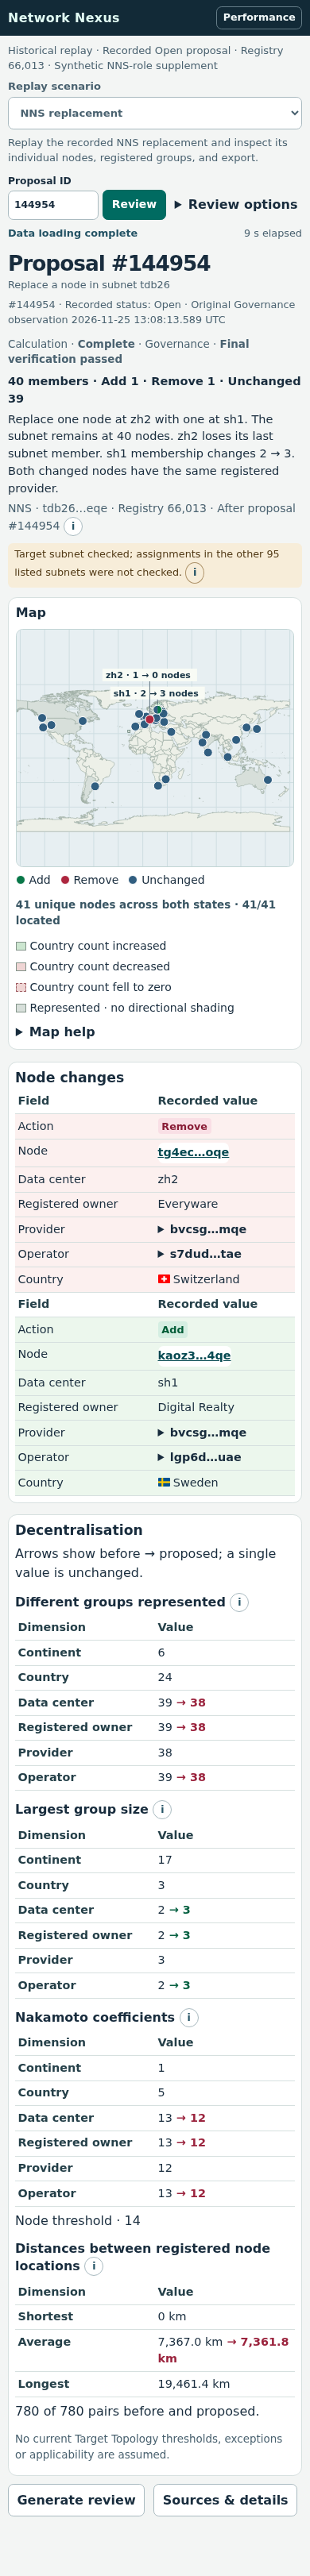 Network Nexus
Performance
Historical replay · Recorded Open proposal · Registry
66,013 · Synthetic NNS-role supplement
Replay scenario
NNS replacement
Replay the recorded NNS replacement and inspect its
individual nodes, registered groups, and export.
Proposal ID
144954
Review
▶ Review options
Data loading complete
9 s elapsed
Proposal #144954
Replace a node in subnet tdb26
#144954 · Recorded status: Open · Original Governance
observation 2026-11-25 13:08:13.589 UTC
Calculation · Complete · Governance · Final
verification passed
40 members · Add 1 · Remove 1 · Unchanged
39
Replace one node at zh2 with one at sh1. The
subnet remains at 40 nodes. zh2 loses its last
subnet member. sh1 membership changes 2 → 3.
Both changed nodes have the same registered
provider.
NNS · tdb26…eqe · Registry 66,013 · After proposal
#144954 i
Target subnet checked; assignments in the other 95
listed subnets were not checked. i
Map
zh2 · 1 → 0 nodes
sh1 · 2 → 3 nodes
Add
Remove
Unchanged
41 unique nodes across both states · 41/41
located
Country count increased
Country count decreased
Country count fell to zero
Represented · no directional shading
▶ Map help
Node changes
Field Recorded value
Action Remove
Node tg4ec…oqe
Data center zh2
Registered owner Everyware
Provider ▶ bvcsg…mqe
Operator ▶ s7dud…tae
Country Switzerland
Field Recorded value
Action Add
Node kaoz3…4qe
Data center sh1
Registered owner Digital Realty
Provider ▶ bvcsg…mqe
Operator ▶ lgp6d…uae
Country Sweden
Decentralisation
Arrows show before → proposed; a single
value is unchanged.
Different groups represented i
Dimension Value
Continent 6
Country 24
Data center 39 → 38
Registered owner 39 → 38
Provider 38
Operator 39 → 38
Largest group size i
Dimension Value
Continent 17
Country 3
Data center 2 → 3
Registered owner 2 → 3
Provider 3
Operator 2 → 3
Nakamoto coefficients i
Dimension Value
Continent 1
Country 5
Data center 13 → 12
Registered owner 13 → 12
Provider 12
Operator 13 → 12
Node threshold · 14
Distances between registered node
locations i
Dimension Value
Shortest 0 km
Average 7,367.0 km → 7,361.8
km
Longest 19,461.4 km
780 of 780 pairs before and proposed.
No current Target Topology thresholds, exceptions
or applicability are assumed.
Generate review
Sources & details